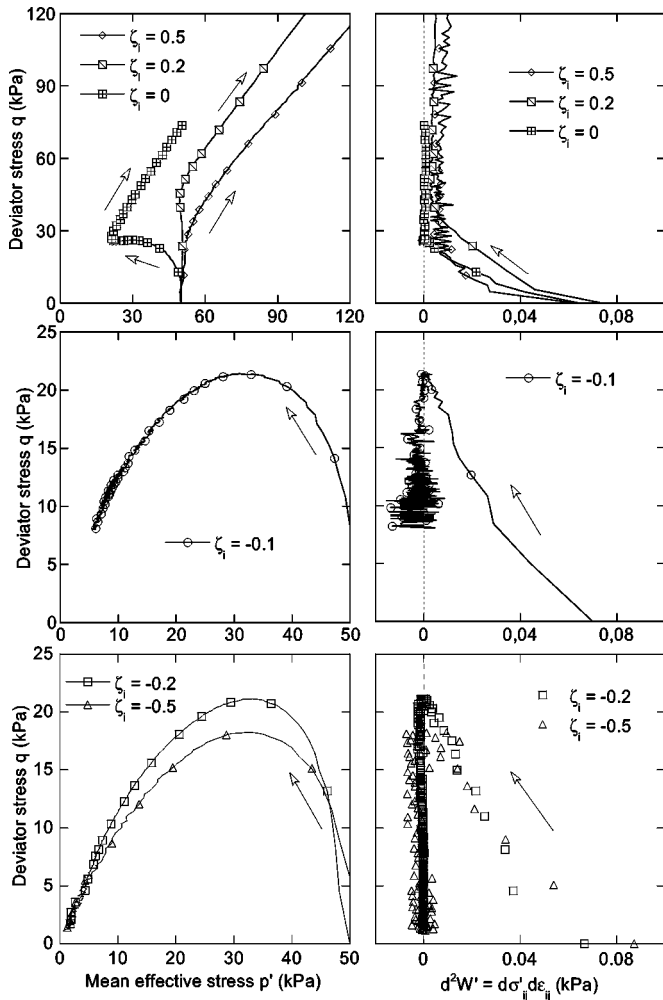 120
90
60
30
0
Deviator stress q (kPa)
ζi = 0.5
ζi = 0.2
ζi = 0
0 30 60 90 120
ζi = 0.5
ζi = 0.2
ζi = 0
0 0,04 0,08
25
20
15
10
5
0
Deviator stress q (kPa)
ζi = -0.1
0 10 20 30 40 50
ζi = -0.1
0 0,04 0,08
25
20
15
10
5
0
Deviator stress q (kPa)
ζi = -0.2
ζi = -0.5
0 10 20 30 40 50
Mean effective stress p' (kPa)
ζi = -0.2
ζi = -0.5
0 0,04 0,08
d²W' = dσ'ij dεij (kPa)